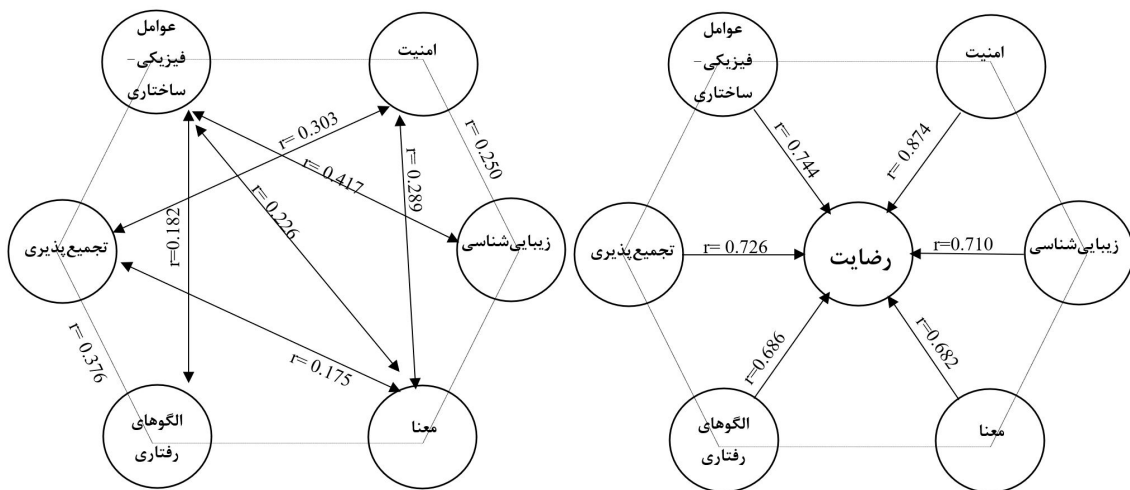 عوامل
فیزیکی-
ساختاری
امنیت
r= 0.303
r= 0.250
r= 0.417
r= 0.289
r= 0.226
r=0.182
تجمیع‌پذیری
زیبایی‌شناسی
r= 0.376
r= 0.175
الگوهای
رفتاری
معنا
عوامل
فیزیکی-
ساختاری
امنیت
r= 0.744
r= 0.874
تجمیع‌پذیری
r= 0.726
رضایت
r=0.710
زیبایی‌شناسی
r=0.686
r=0.682
الگوهای
رفتاری
معنا